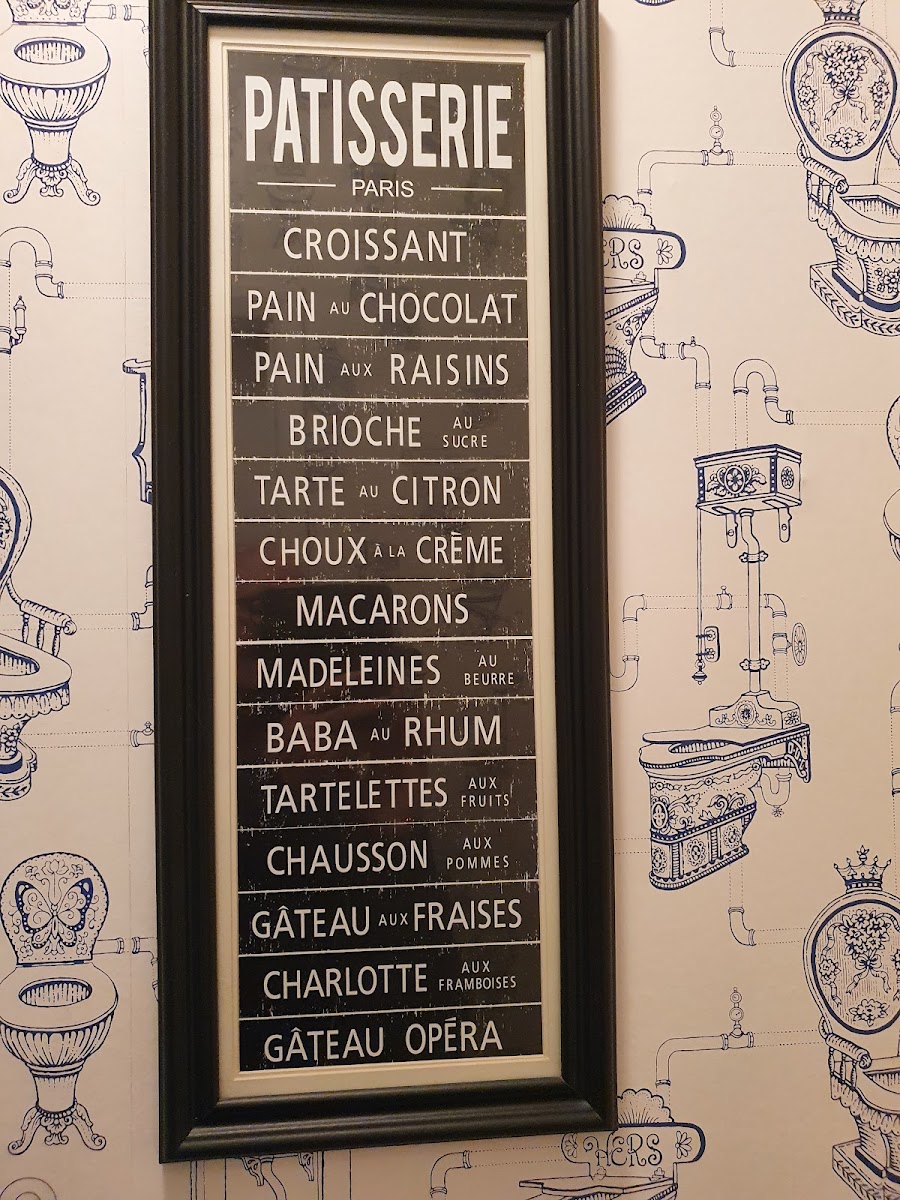 PATISSERIE
PARIS
CROISSANT
PAIN AU CHOCOLAT
PAIN AUX RAISINS
BRIOCHE AU SUCRE
TARTE AU CITRON
CHOUX À LA CRÈME
MACARONS
MADELEINES AU BEURRE
BABA AU RHUM
TARTELETTES AUX FRUITS
CHAUSSON AUX POMMES
GÂTEAU AUX FRAISES
CHARLOTTE AUX FRAMBOISES
GÂTEAU OPÉRA
HERS